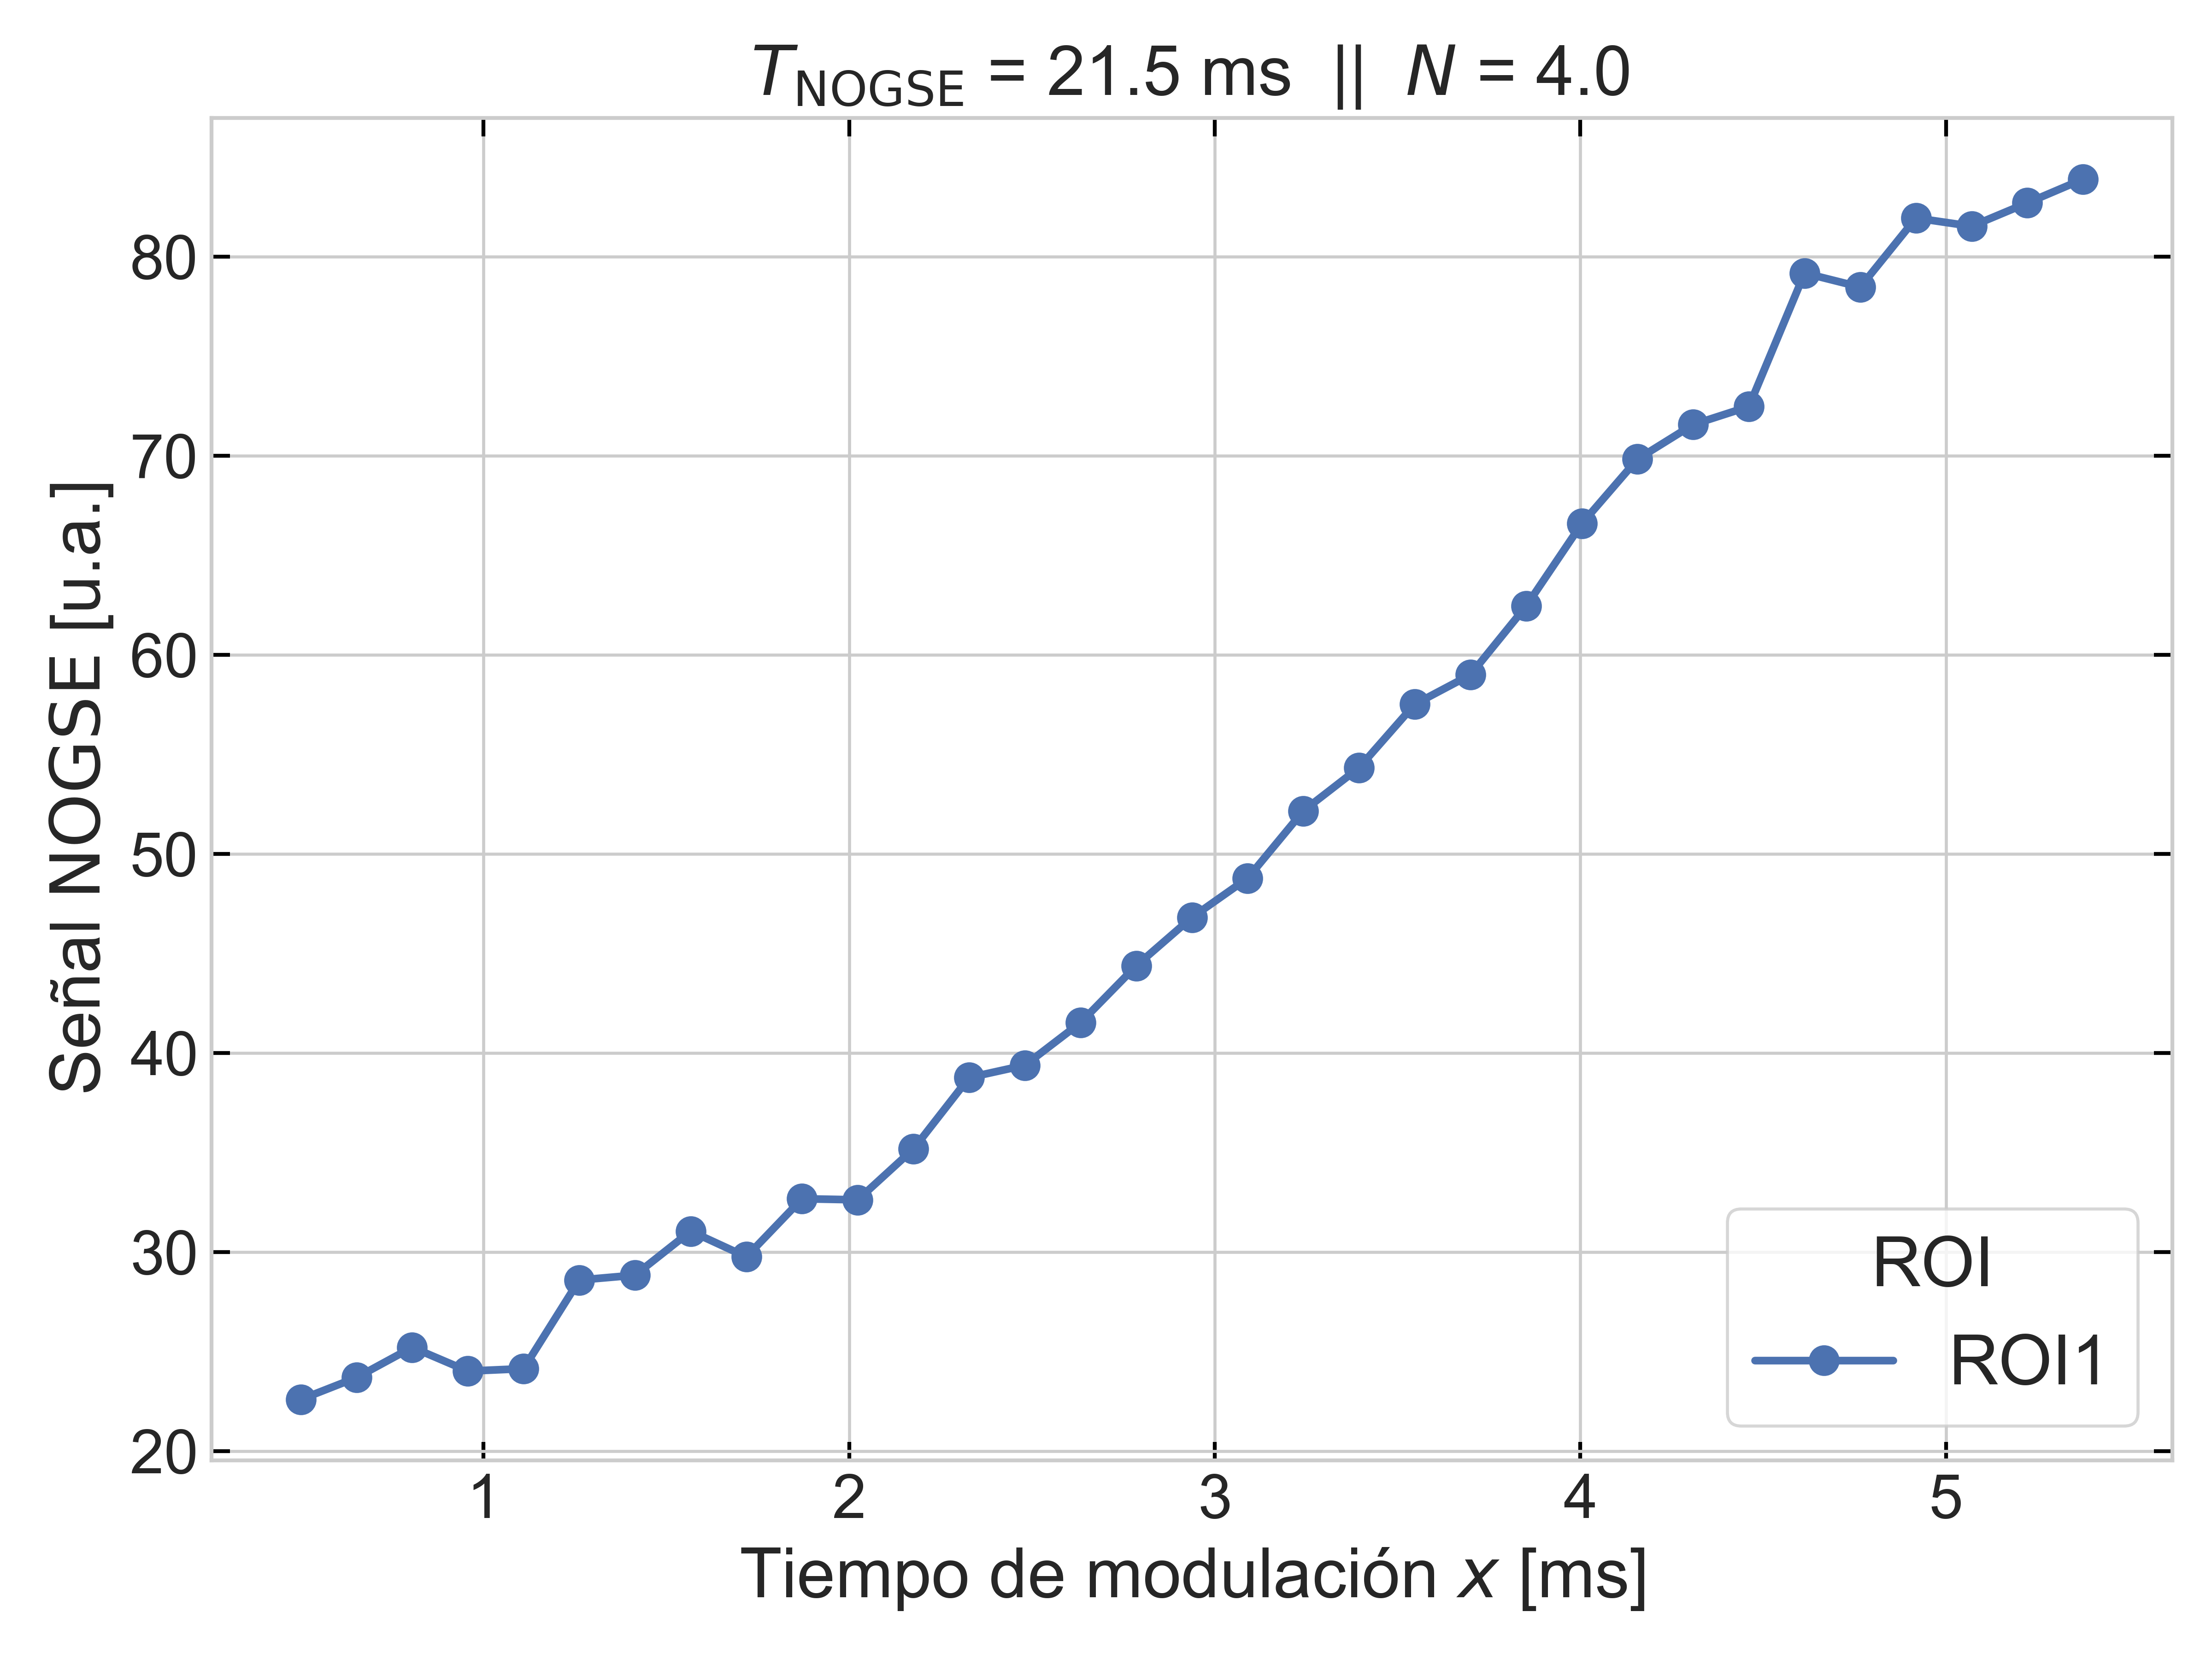 T_NOGSE = 21.5 ms || N = 4.0
Señal NOGSE [u.a.]
80
70
60
50
40
30
20
1 2 3 4 5
Tiempo de modulación x [ms]
ROI
ROI1